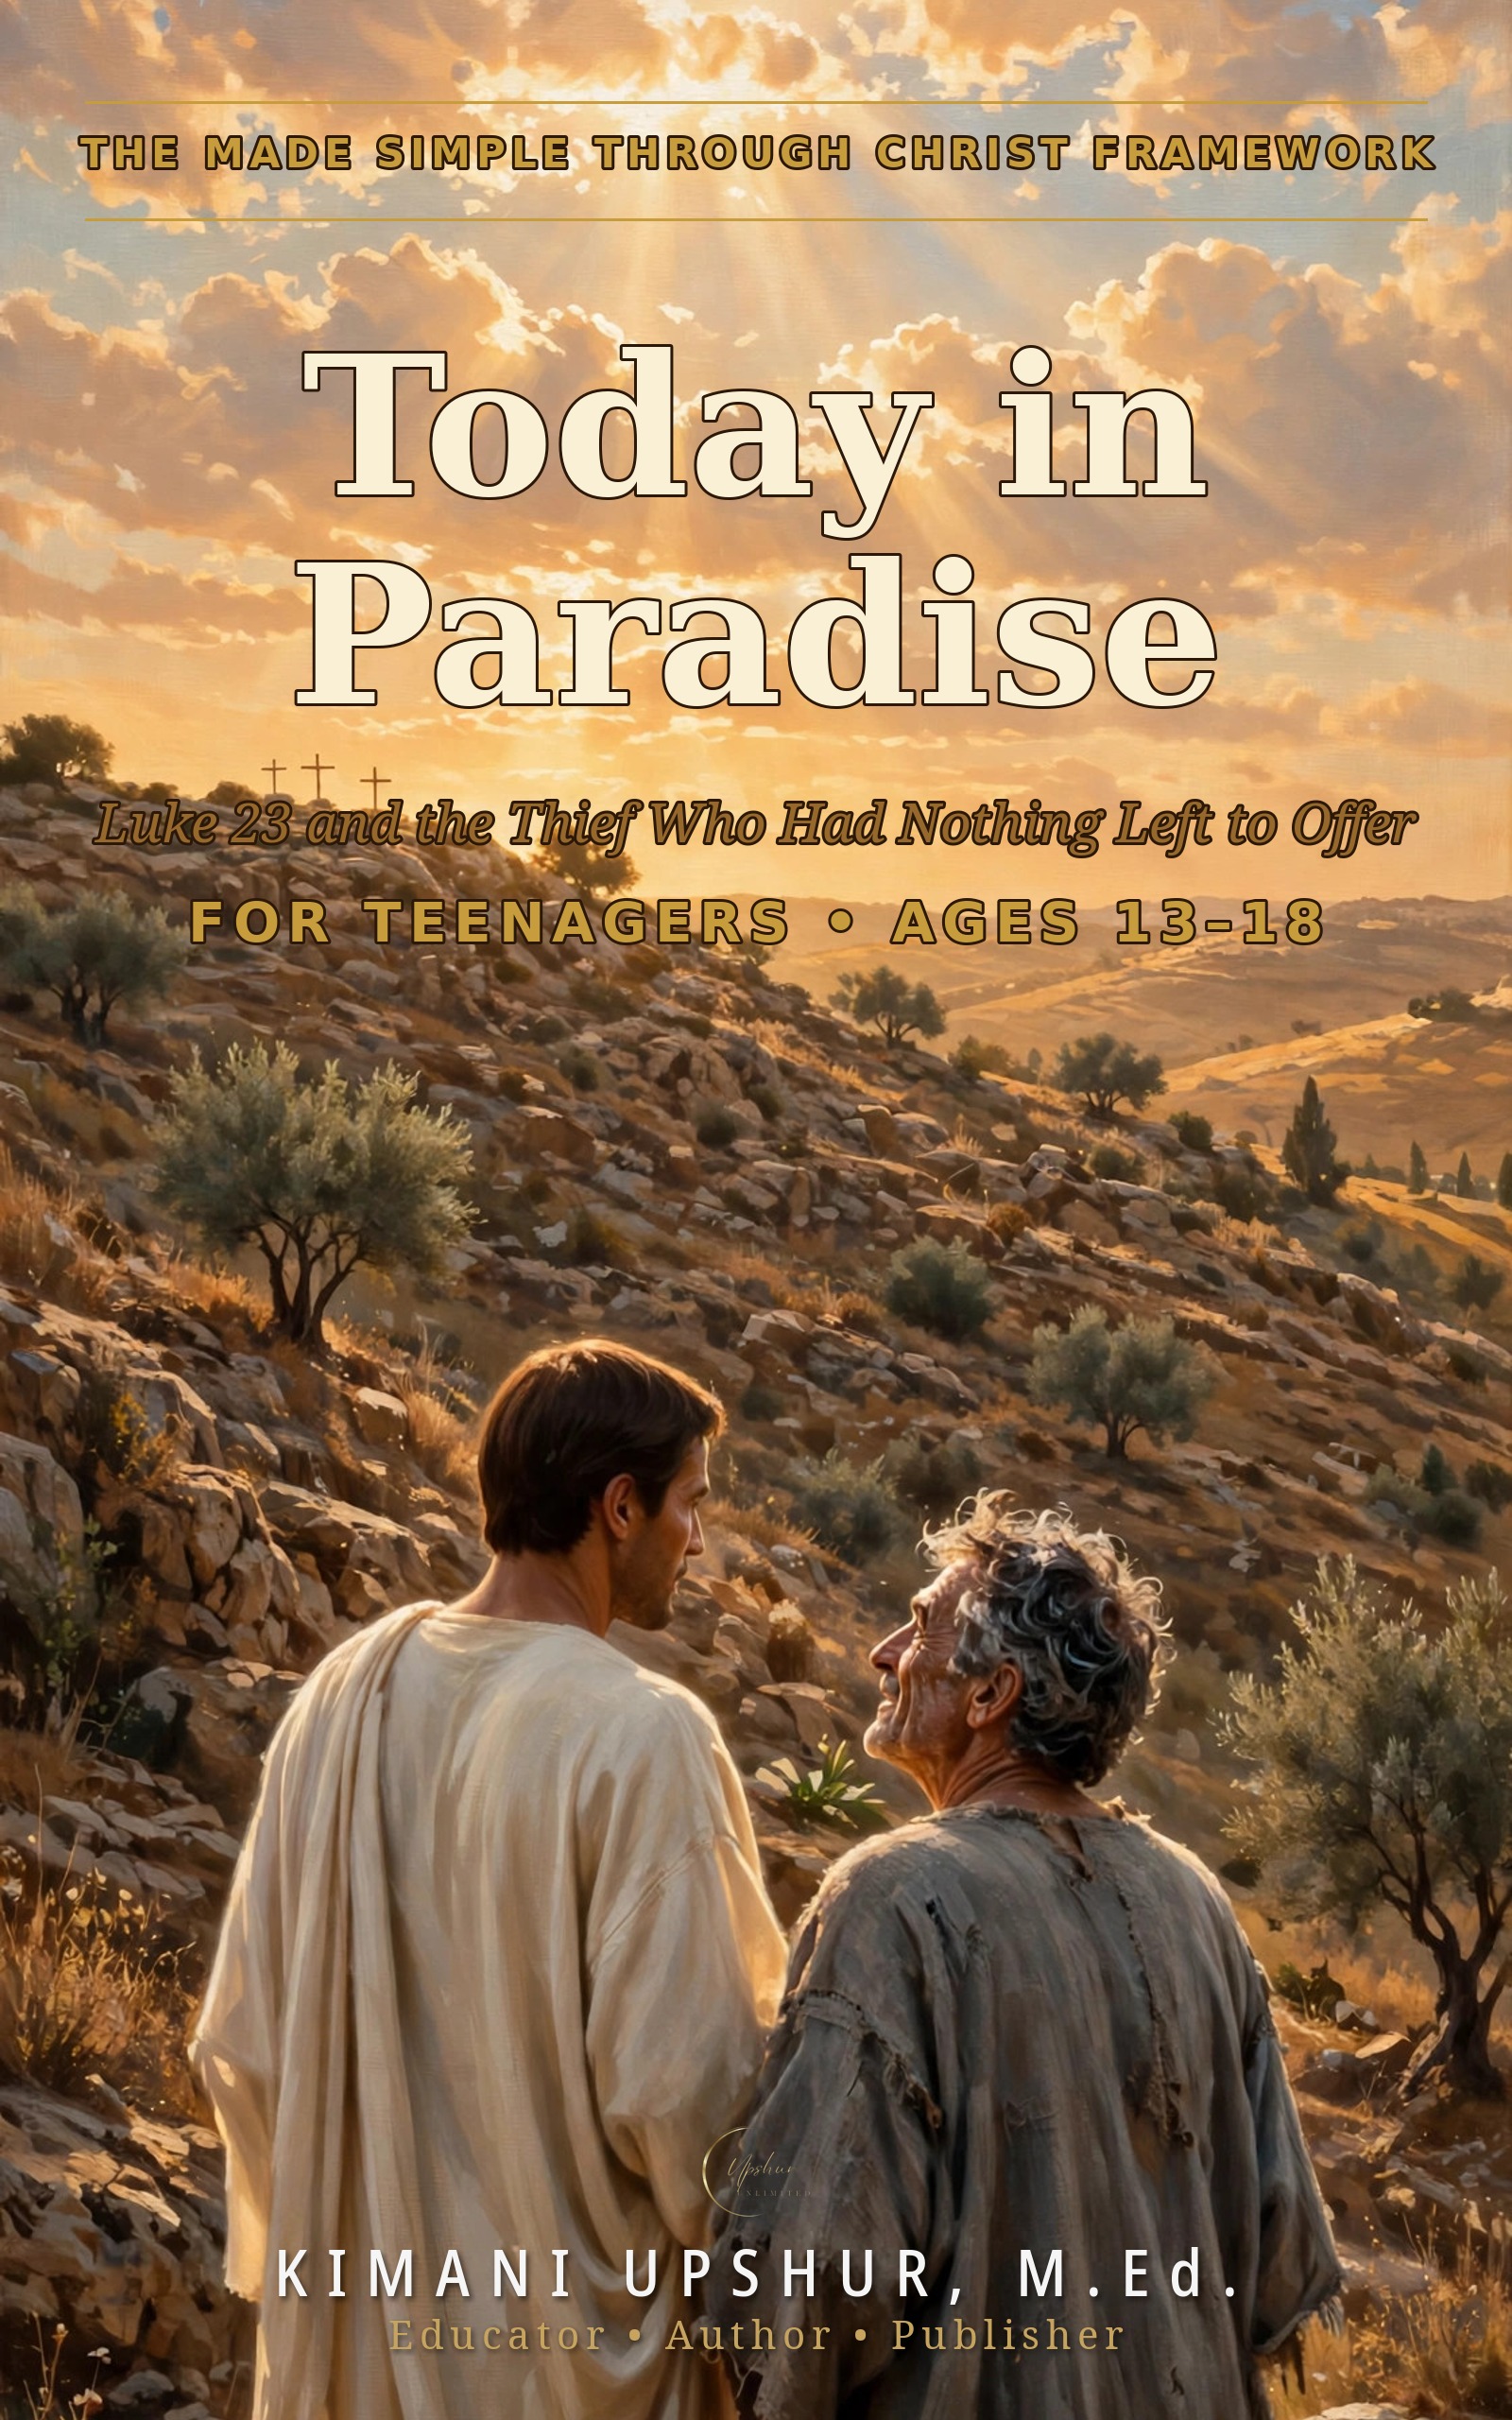 THE MADE SIMPLE THROUGH CHRIST FRAMEWORK
Today in
Paradise
Luke 23 and the Thief Who Had Nothing Left to Offer
FOR TEENAGERS • AGES 13–18
Upshur
KIMANI UPSHUR, M.Ed.
Educator • Author • Publisher